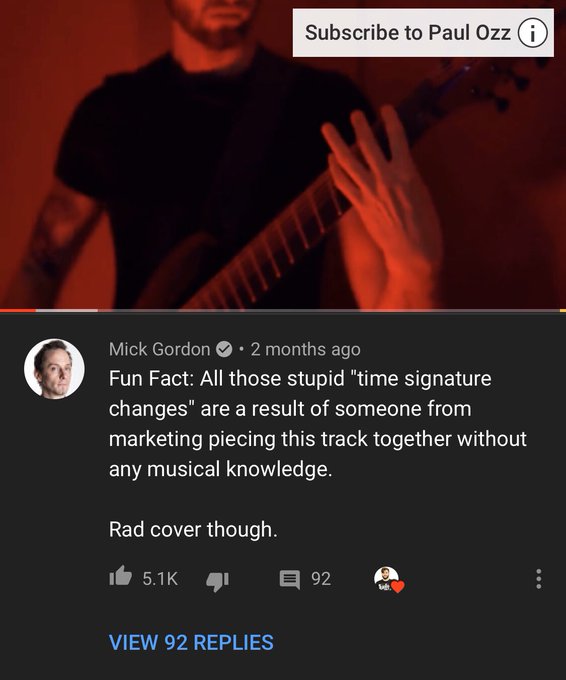 Subscribe to Paul Ozz
Mick Gordon • 2 months ago
Fun Fact: All those stupid "time signature
changes" are a result of someone from
marketing piecing this track together without
any musical knowledge.
Rad cover though.
5.1K 92
VIEW 92 REPLIES